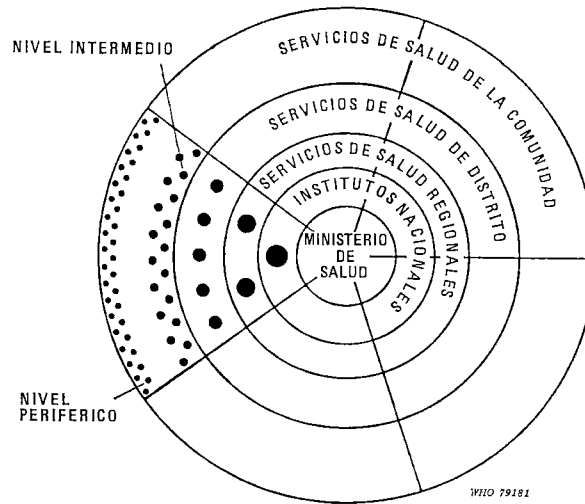 NIVEL INTERMEDIO
SERVICIOS DE SALUD DE LA COMUNIDAD
SERVICIOS DE SALUD DE DISTRITO
SERVICIOS DE SALUD REGIONALES
INSTITUTOS NACIONALES
MINISTERIO
DE
SALUD
NIVEL
PERIFERICO
WHO 79181